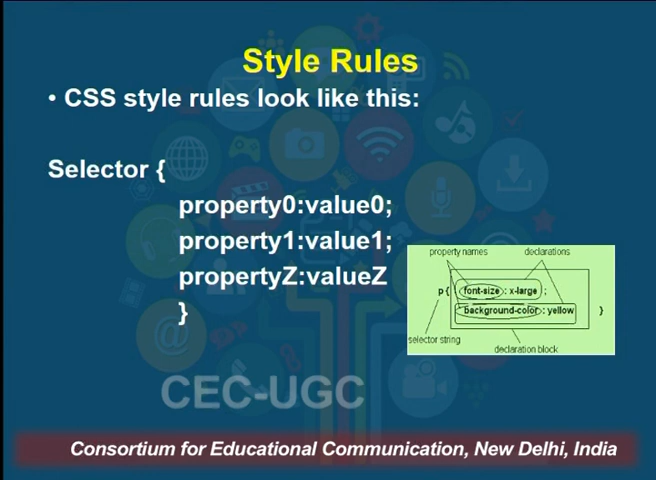 Style Rules
• CSS style rules look like this:
Selector {
property0:value0;
property1:value1;
propertyZ:valueZ
}
property names declarations
p { font-size : x-large ;
background-color : yellow }
selector string
declaration block
CEC-UGC
Consortium for Educational Communication, New Delhi, India